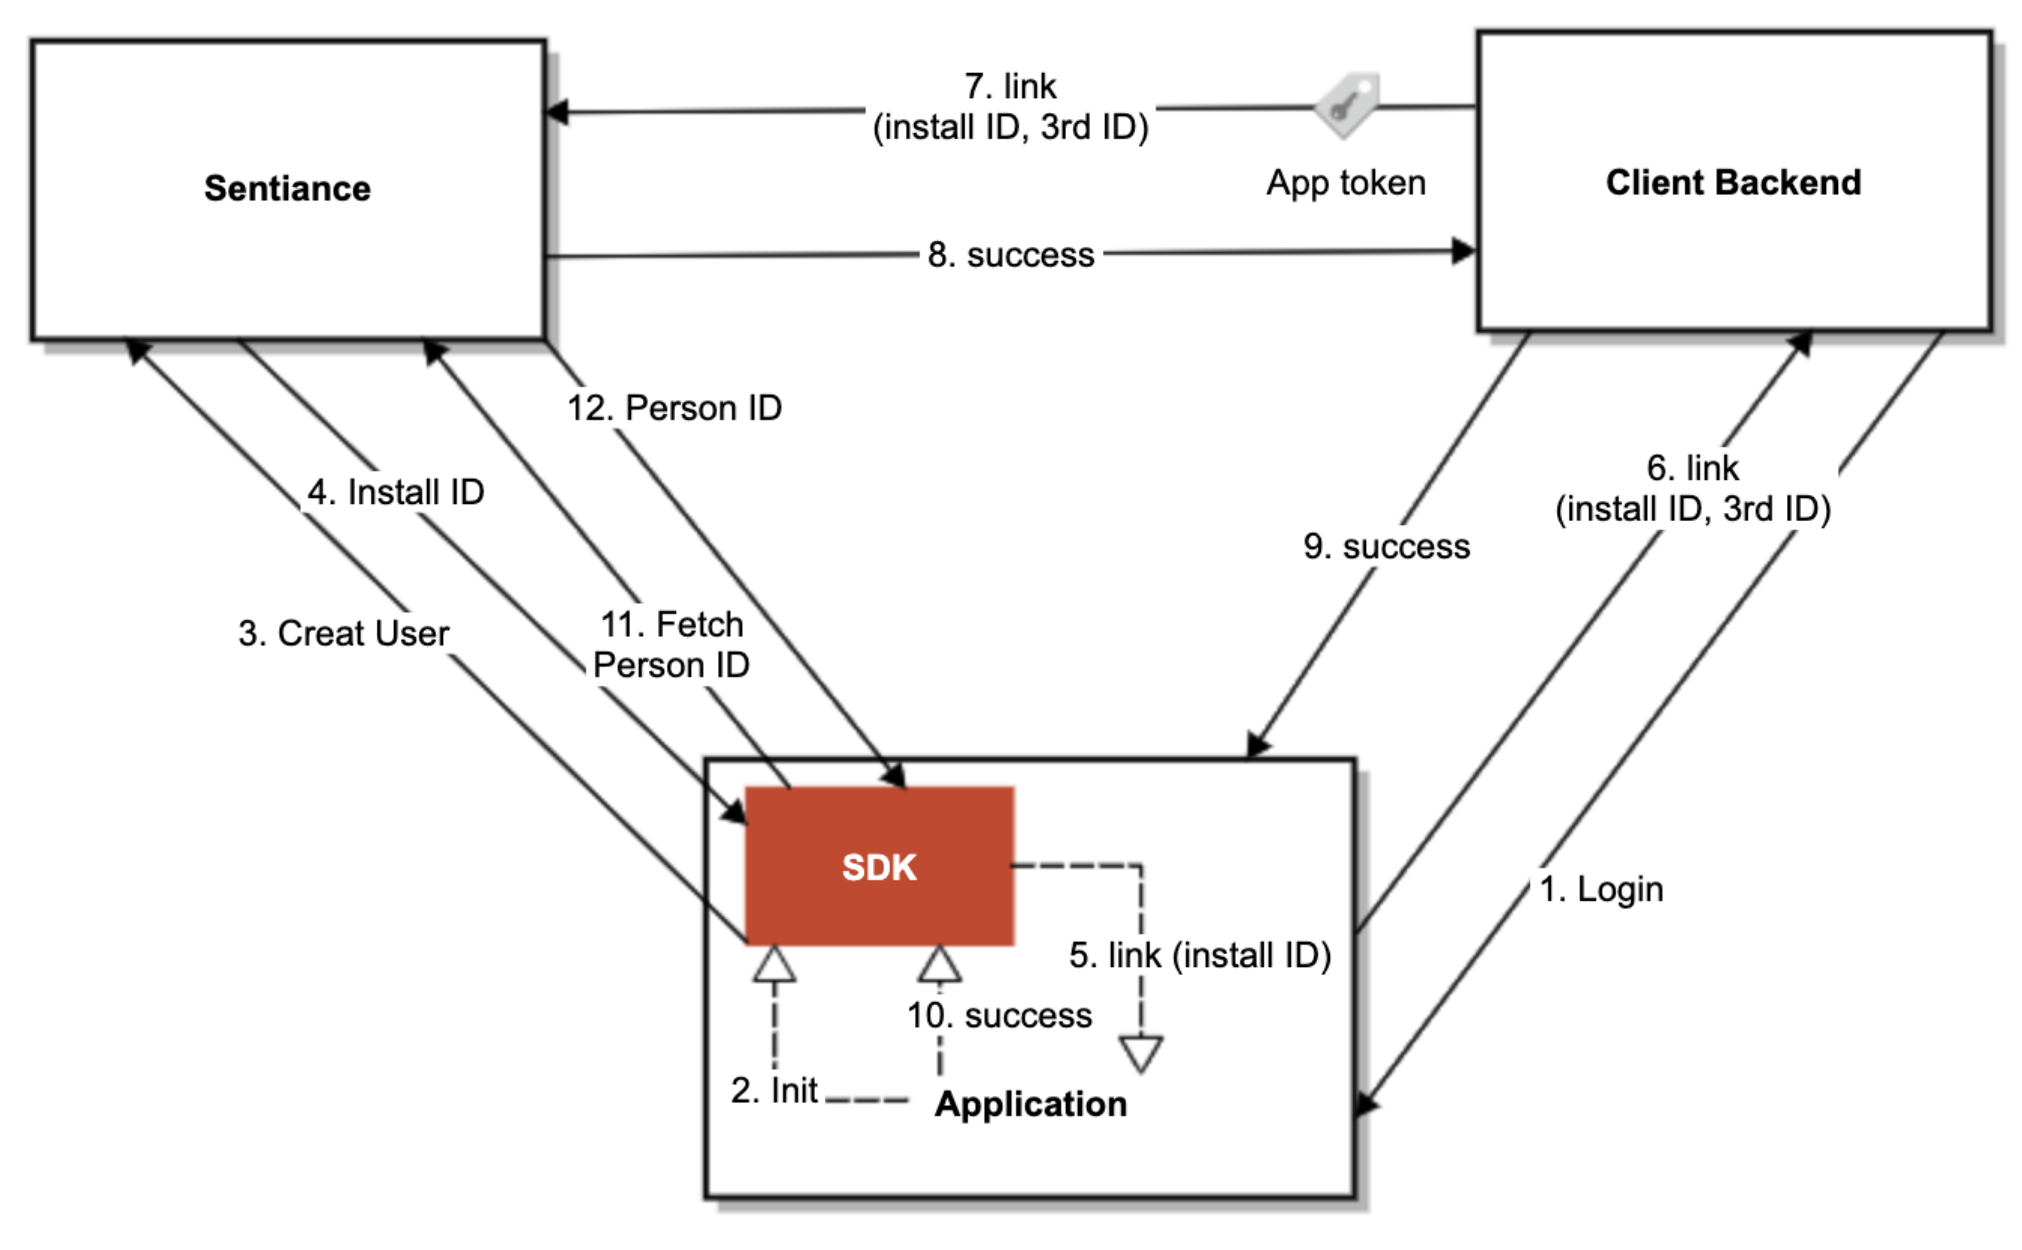 7. link
(install ID, 3rd ID)
App token
Sentiance
Client Backend
8. success
12. Person ID
4. Install ID
6. link
(install ID, 3rd ID)
9. success
11. Fetch
Person ID
3. Creat User
SDK
1. Login
5. link (install ID)
10. success
2. Init
Application